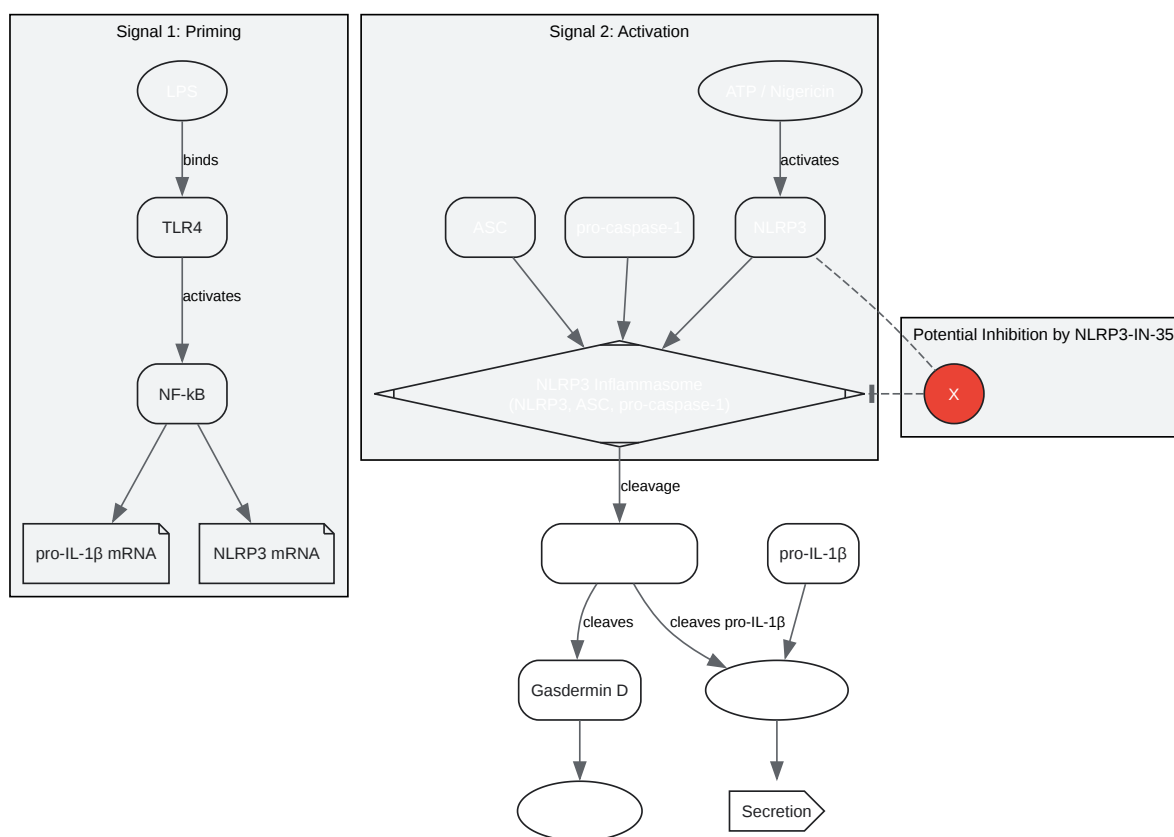 Signal 1: Priming
LPS
binds
TLR4
activates
NF-kB
pro-IL-1β mRNA
NLRP3 mRNA
Signal 2: Activation
ATP / Nigericin
activates
ASC
pro-caspase-1
NLRP3
NLRP3 Inflammasome
(NLRP3, ASC, pro-caspase-1)
Potential Inhibition by NLRP3-IN-35
X
cleavage
pro-IL-1β
cleaves
cleaves pro-IL-1β
Gasdermin D
Secretion